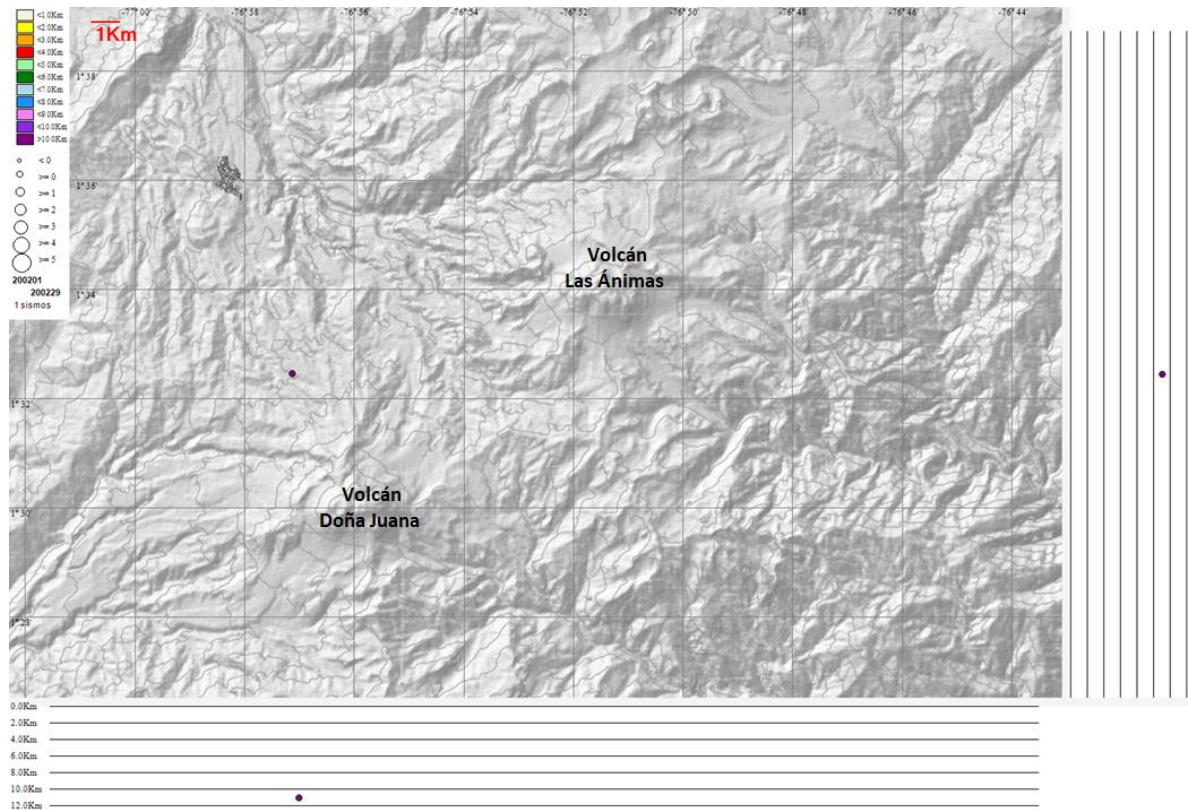 <1.0Km
<2.0Km
<3.0Km
<4.0Km
<5.0Km
<6.0Km
<7.0Km
<8.0Km
<9.0Km
<10.0Km
>10.0Km
< 0
>= 0
>= 1
>= 2
>= 3
>= 4
>= 5
200201
200229
1 sismos
1Km
-77° 00'
-76° 58'
-76° 56'
-76° 54'
-76° 52'
-76° 50'
-76° 48'
-76° 46'
-76° 44'
1° 38'
1° 36'
1° 34'
1° 32'
1° 30'
1° 28'
Volcán
Las Ánimas
Volcán
Doña Juana
0.0Km
2.0Km
4.0Km
6.0Km
8.0Km
10.0Km
12.0Km